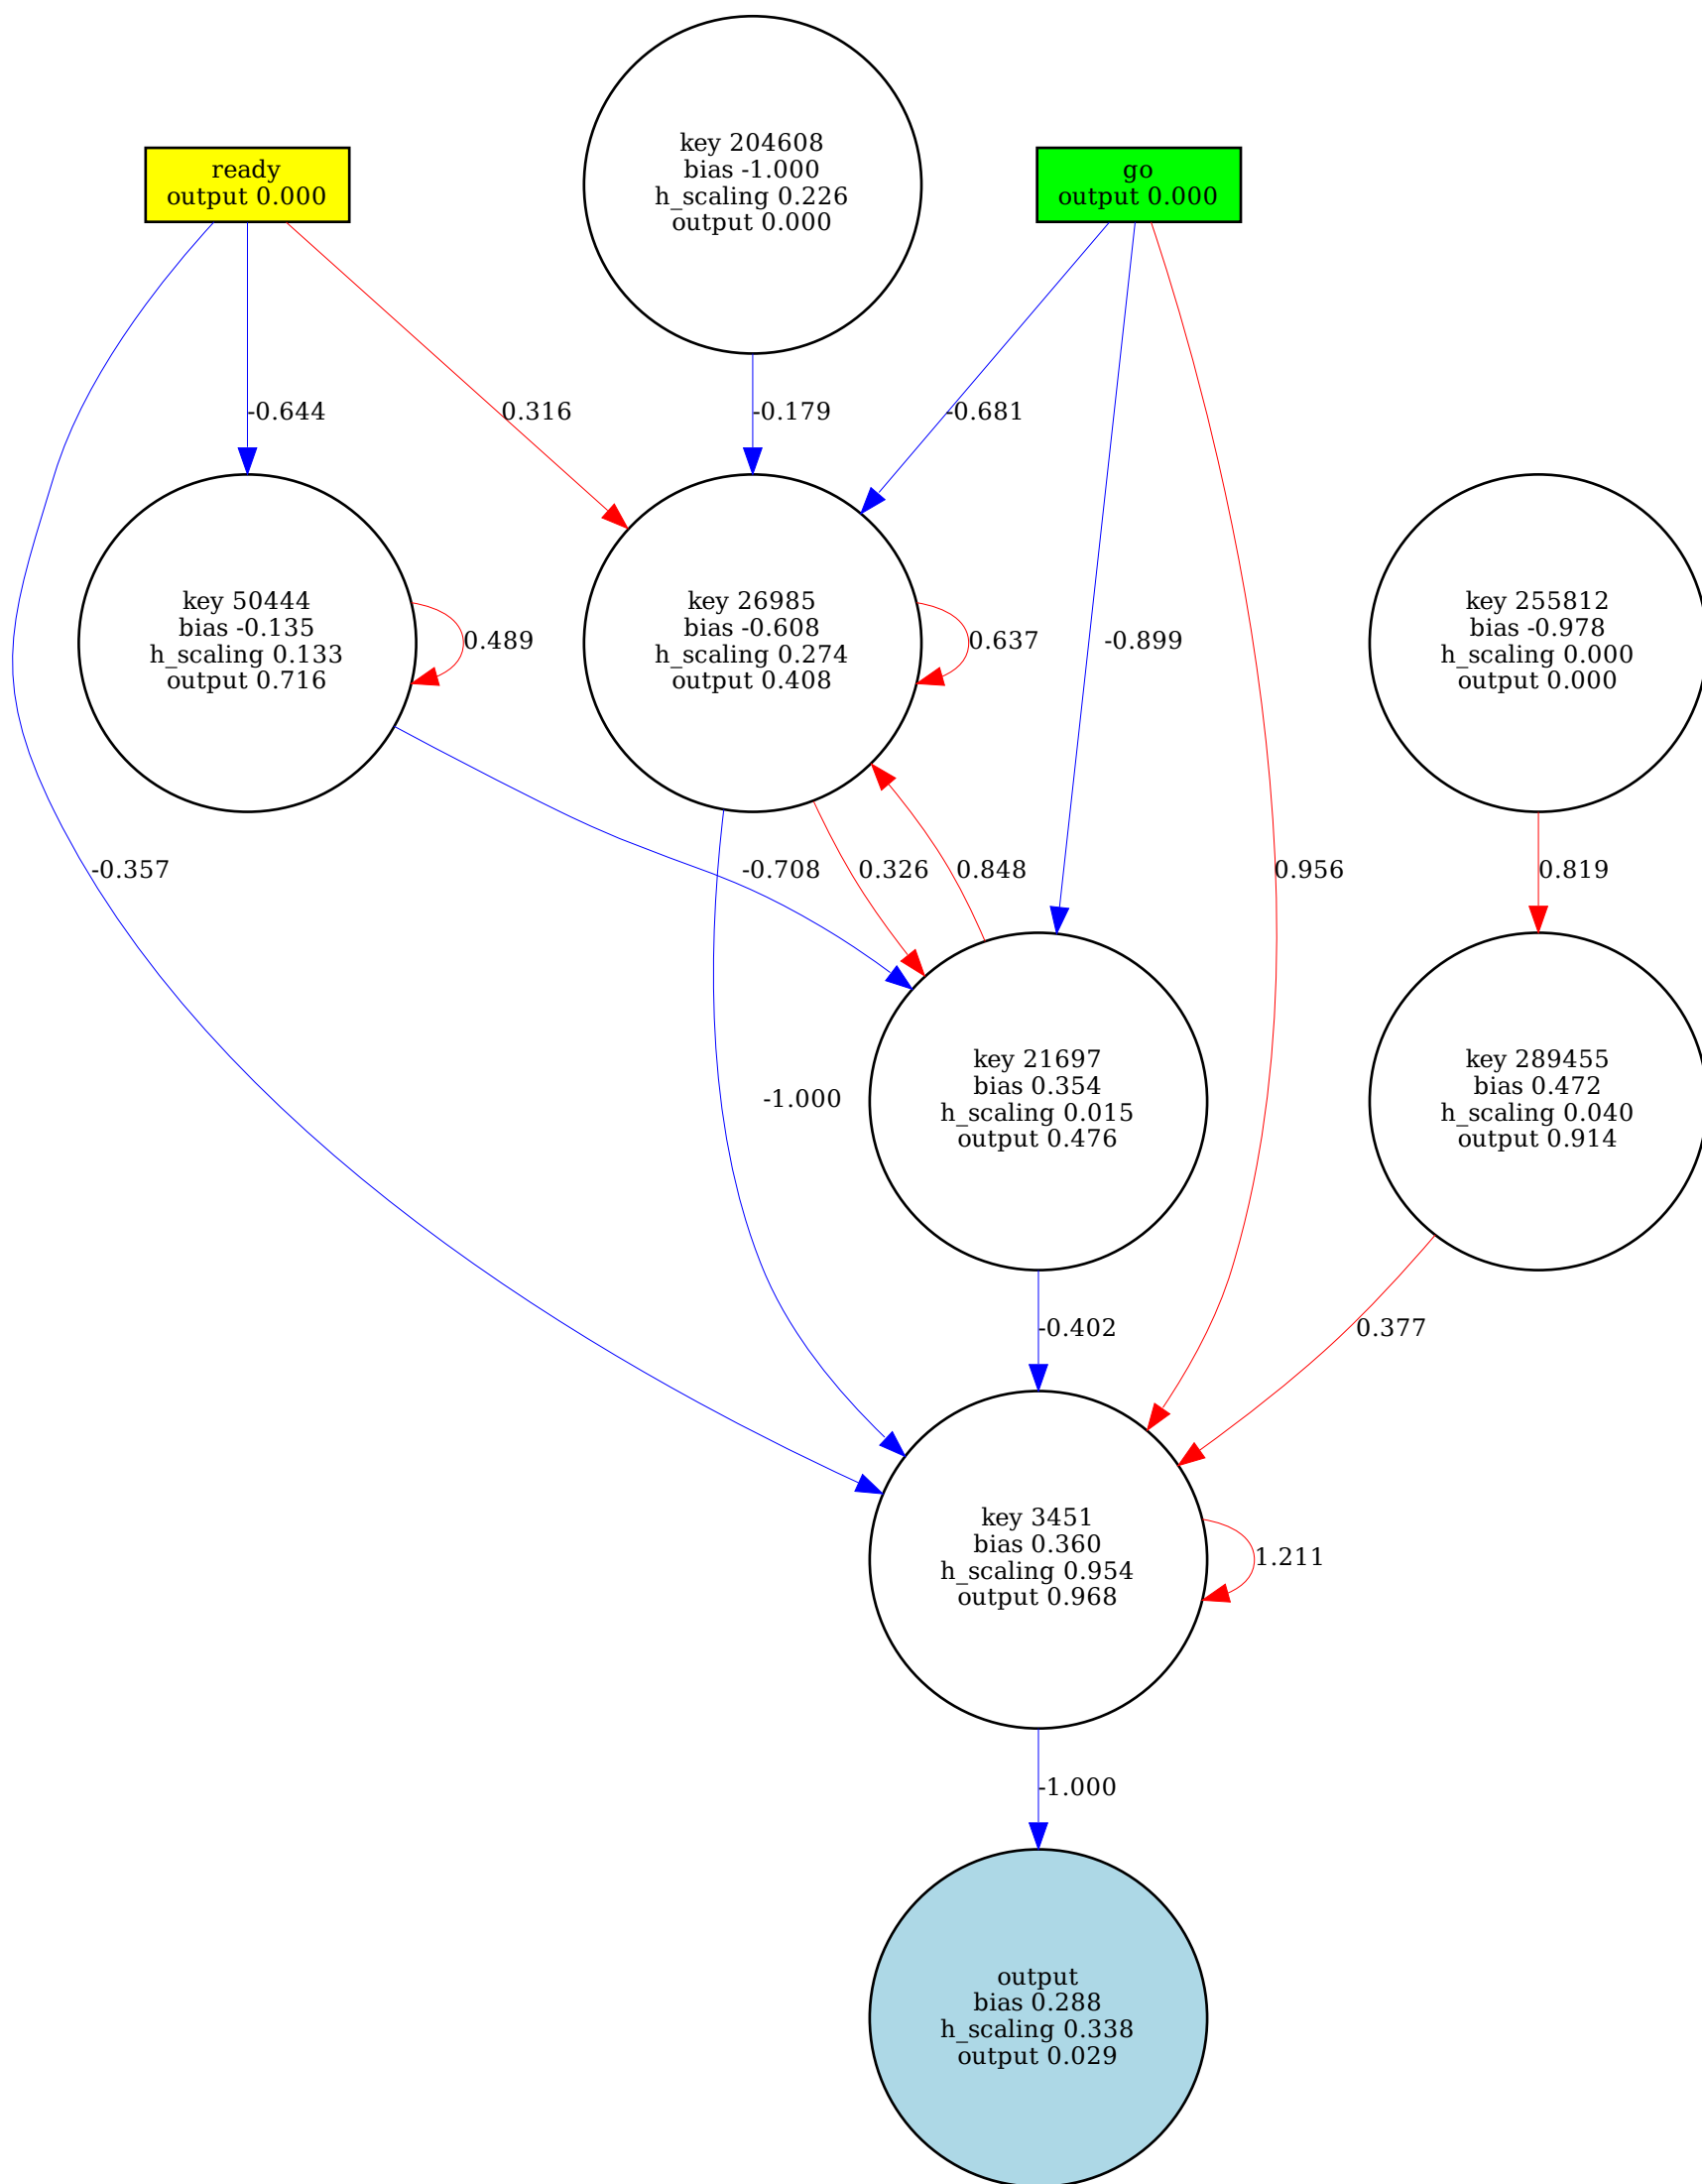 key 204608
bias -1.000
h_scaling 0.226
output 0.000
ready
output 0.000
go
output 0.000
-0.644
0.316
-0.179
-0.681
key 50444
bias -0.135
h_scaling 0.133
output 0.716
0.489
key 26985
bias -0.608
h_scaling 0.274
output 0.408
0.637
-0.899
key 255812
bias -0.978
h_scaling 0.000
output 0.000
-0.357
-0.708
0.326
0.848
0.956
0.819
-1.000
key 21697
bias 0.354
h_scaling 0.015
output 0.476
key 289455
bias 0.472
h_scaling 0.040
output 0.914
-0.402
0.377
key 3451
bias 0.360
h_scaling 0.954
output 0.968
1.211
-1.000
output
bias 0.288
h_scaling 0.338
output 0.029